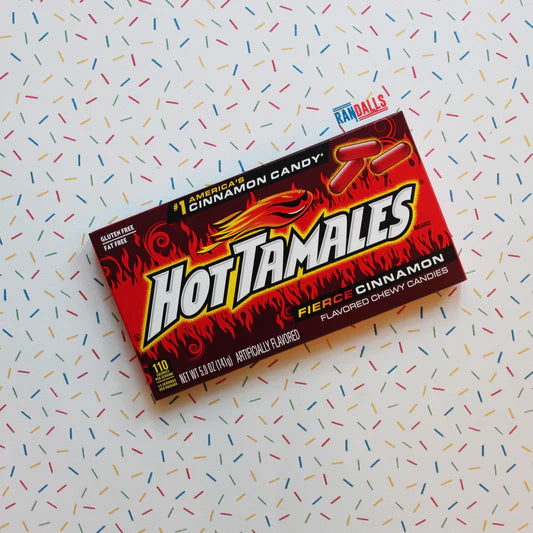 RANDALLS
#1 AMERICA'S
CINNAMON CANDY*
GLUTEN FREE
FAT FREE
HOT TAMALES®
BRAND
FIERCE CINNAMON
FLAVORED CHEWY CANDIES
110
NET WT 5.0 OZ (141g) ARTIFICIALLY FLAVORED